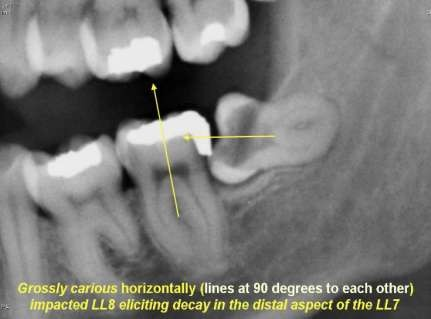 Grossly carious horizontally (lines at 90 degrees to each other)
impacted LL8 eliciting decay in the distal aspect of the LL7